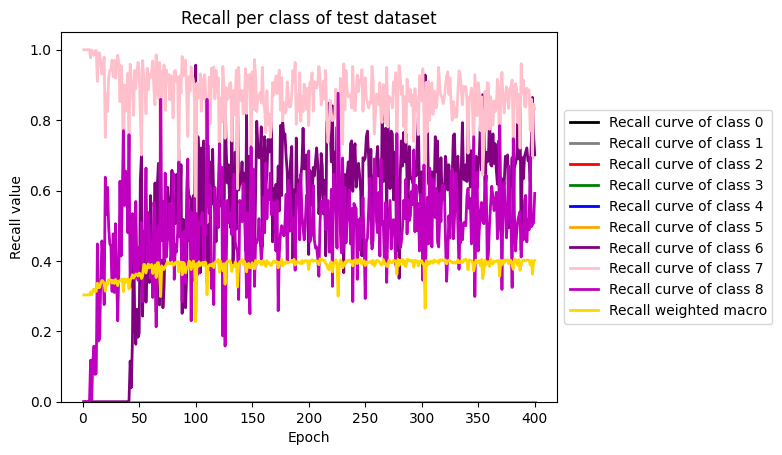 Recall per class of test dataset
Recall value
1.0
0.8
0.6
0.4
0.2
0.0
0
50
100
150
200
250
300
350
400
Epoch
Recall curve of class 0
Recall curve of class 1
Recall curve of class 2
Recall curve of class 3
Recall curve of class 4
Recall curve of class 5
Recall curve of class 6
Recall curve of class 7
Recall curve of class 8
Recall weighted macro